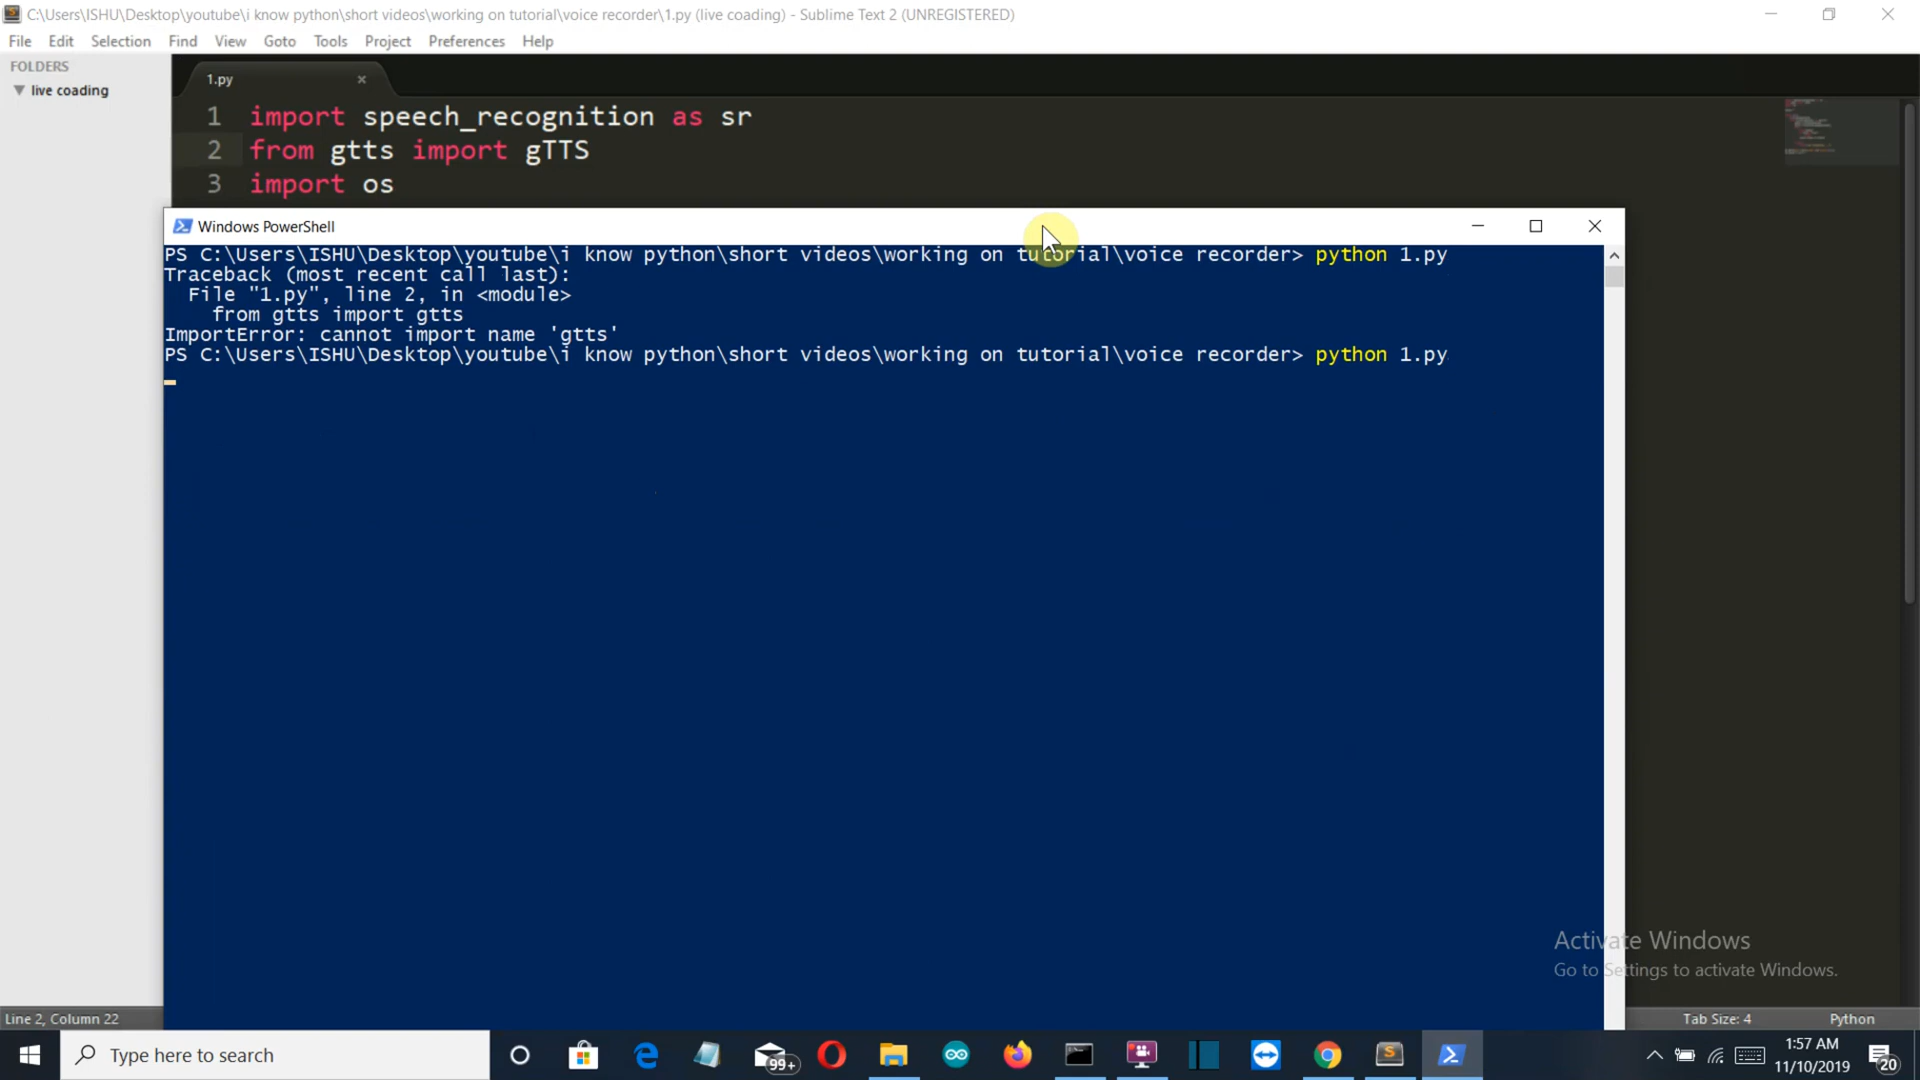 C:\Users\ISHU\Desktop\youtube\i know python\short videos\working on tutorial\voice recorder\1.py (live coading) - Sublime Text 2 (UNREGISTERED)
File Edit Selection Find View Goto Tools Project Preferences Help
FOLDERS
live coading
1.py
1 import speech_recognition as sr
2 from gtts import gTTS
3 import os
Windows PowerShell
PS C:\Users\ISHU\Desktop\youtube\i know python\short videos\working on tutorial\voice recorder> python 1.py
Traceback (most recent call last):
File "1.py", line 2, in <module>
from gtts import gtts
ImportError: cannot import name 'gtts'
PS C:\Users\ISHU\Desktop\youtube\i know python\short videos\working on tutorial\voice recorder> python 1.py
Activate Windows
Go to Settings to activate Windows.
Line 2, Column 22
Tab Size: 4
Python
Type here to search
99+
1:57 AM
11/10/2019
20